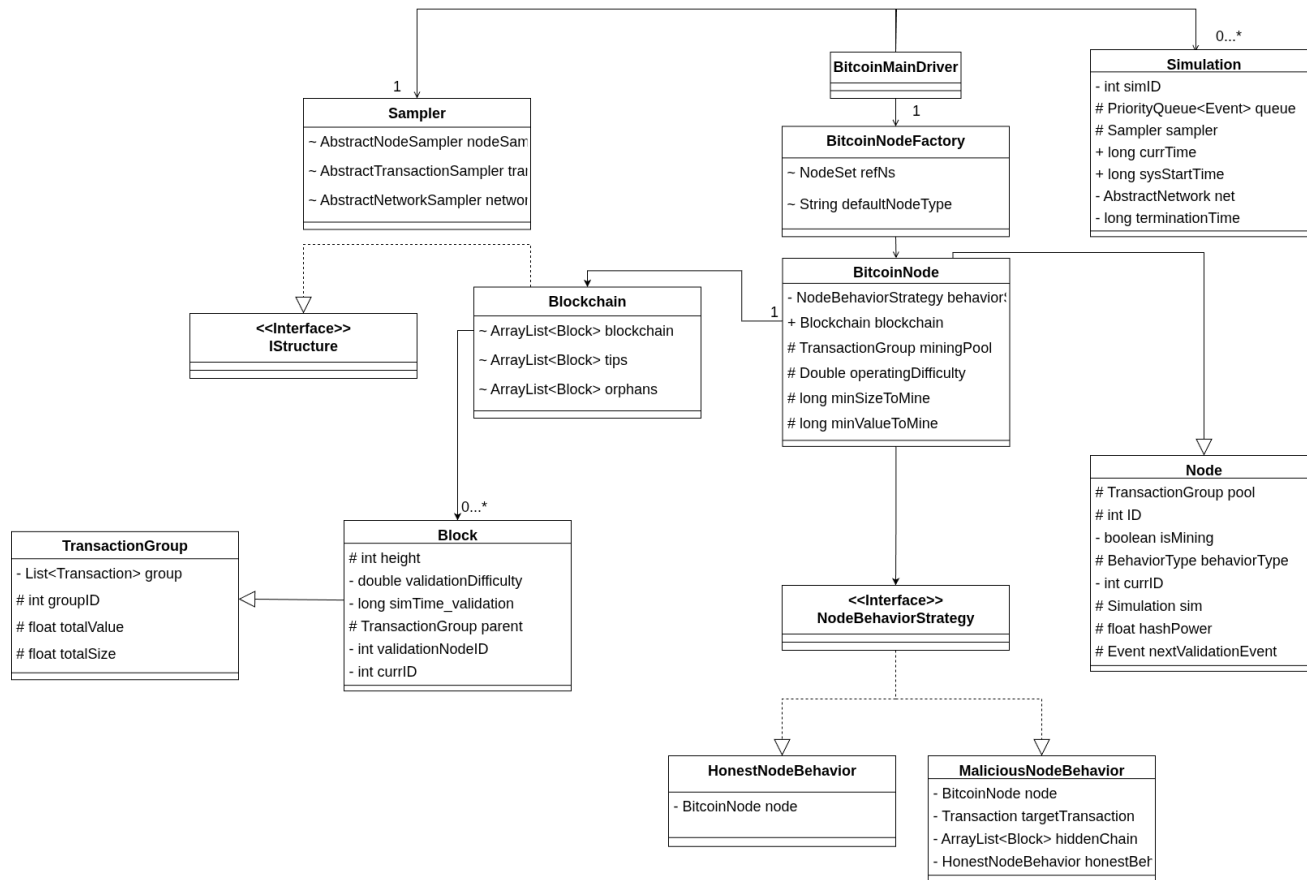 0...*
BitcoinMainDriver
Simulation
- int simID
# PriorityQueue<Event> queue
# Sampler sampler
+ long currTime
+ long sysStartTime
- AbstractNetwork net
- long terminationTime
1
Sampler
~ AbstractNodeSampler nodeSam
~ AbstractTransactionSampler tra
~ AbstractNetworkSampler networ
1
BitcoinNodeFactory
~ NodeSet refNs
~ String defaultNodeType
BitcoinNode
- NodeBehaviorStrategy behaviorS
+ Blockchain blockchain
# TransactionGroup miningPool
# Double operatingDifficulty
# long minSizeToMine
# long minValueToMine
1
Blockchain
~ ArrayList<Block> blockchain
~ ArrayList<Block> tips
~ ArrayList<Block> orphans
<<Interface>>
IStructure
Node
# TransactionGroup pool
# int ID
- boolean isMining
# BehaviorType behaviorType
- int currID
# Simulation sim
# float hashPower
# Event nextValidationEvent
0...*
TransactionGroup
- List<Transaction> group
# int groupID
# float totalValue
# float totalSize
Block
# int height
- double validationDifficulty
- long simTime_validation
# TransactionGroup parent
- int validationNodeID
- int currID
<<Interface>>
NodeBehaviorStrategy
HonestNodeBehavior
- BitcoinNode node
MaliciousNodeBehavior
- BitcoinNode node
- Transaction targetTransaction
- ArrayList<Block> hiddenChain
- HonestNodeBehavior honestBeh